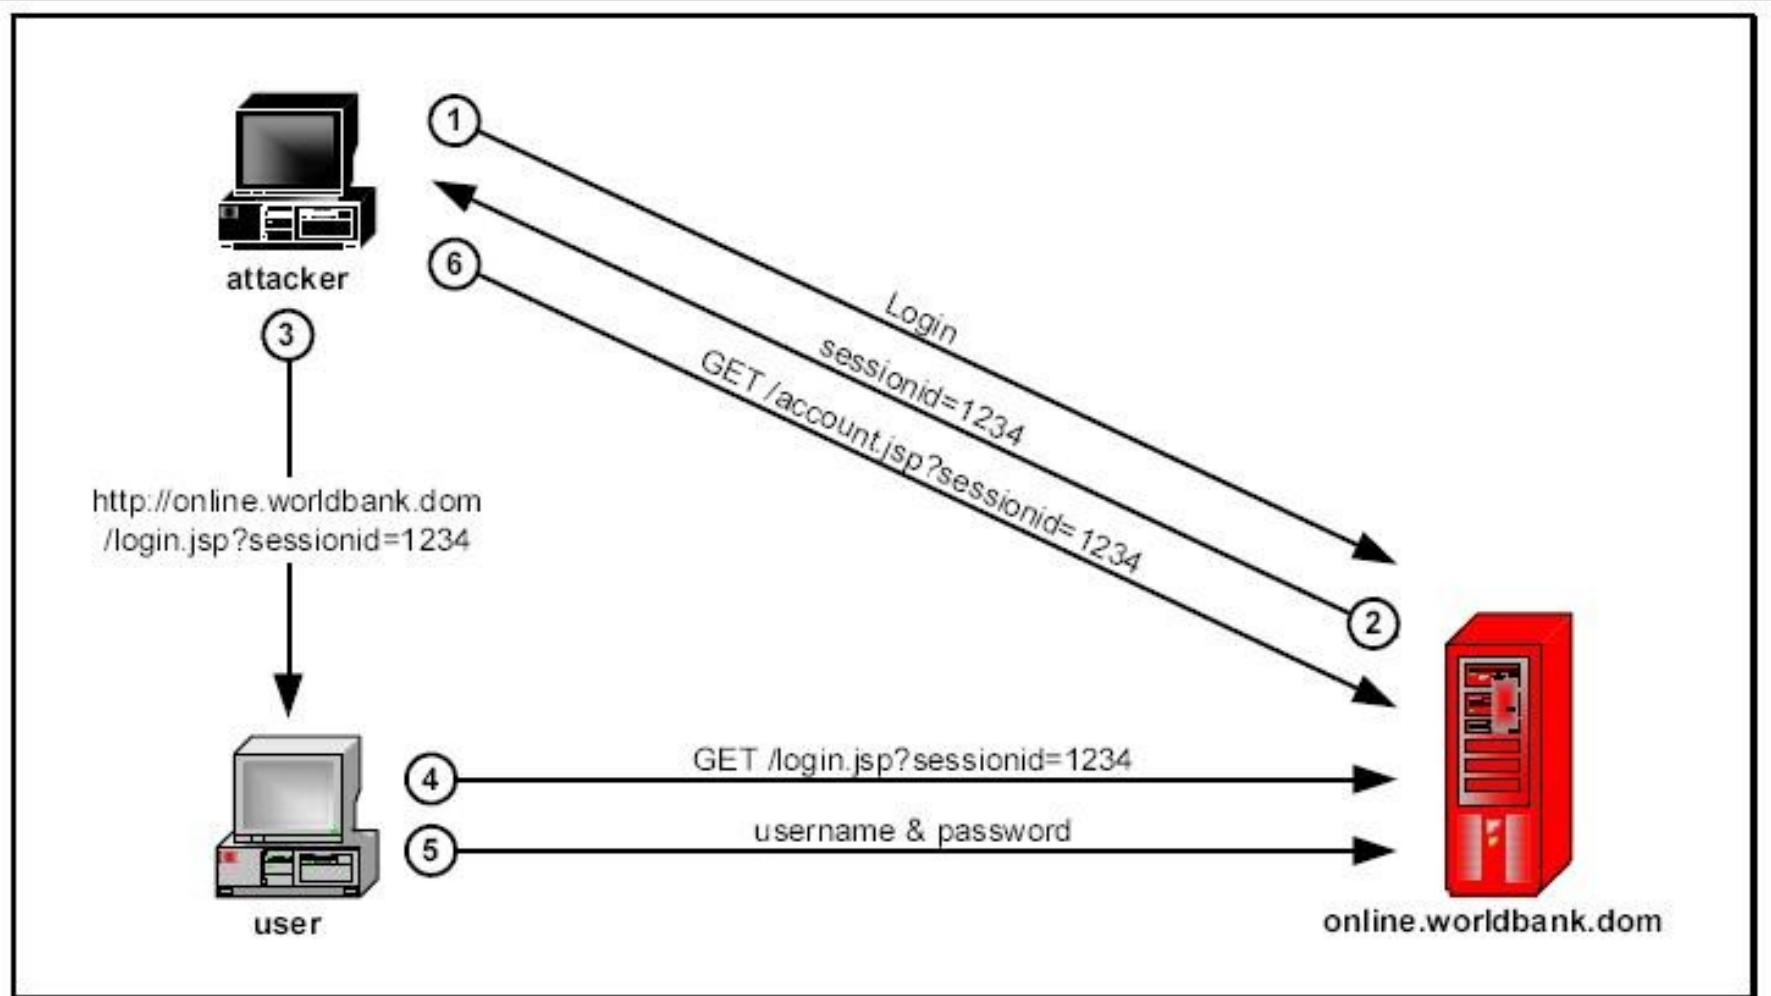 1
attacker
6
3
Login
sessionid=1234
GET /account.jsp?sessionid=1234
http://online.worldbank.dom
/login.jsp?sessionid=1234
2
4
GET /login.jsp?sessionid=1234
5
username & password
user
online.worldbank.dom